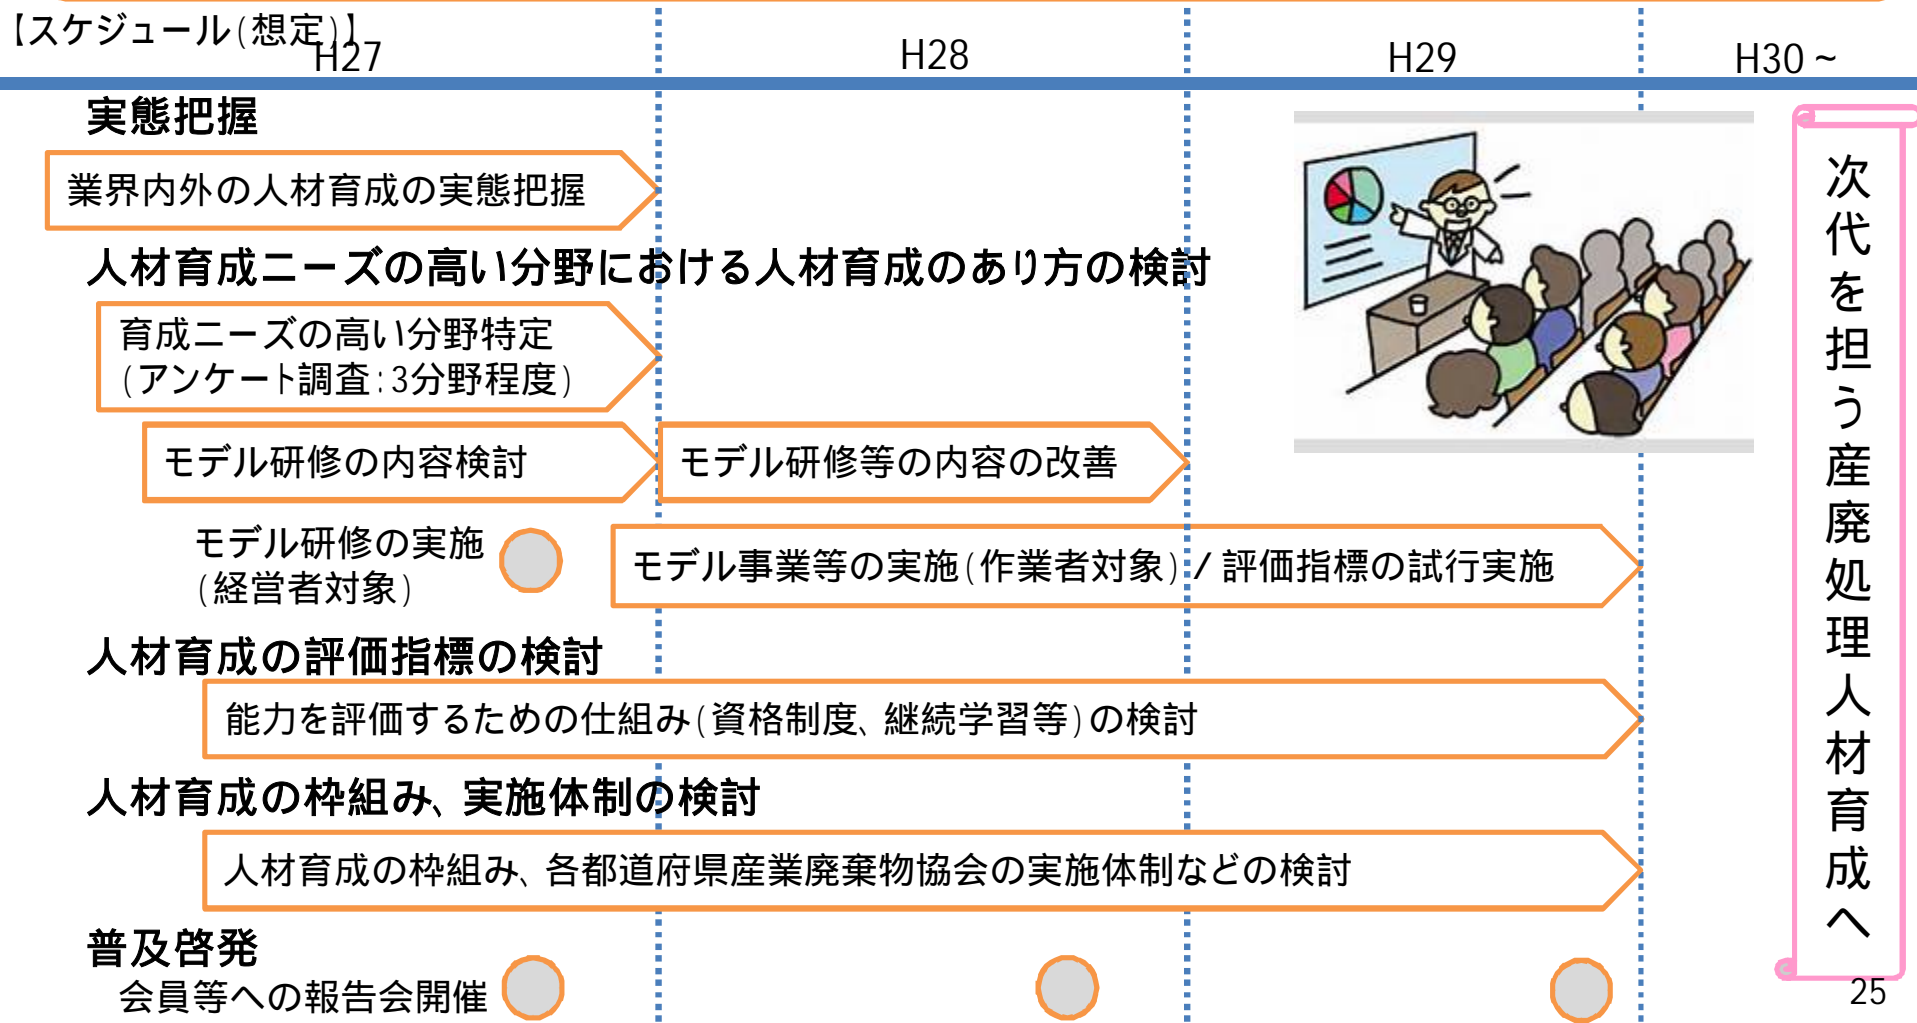 【スケジュール(想定)】
H27
H28
H29
H30~
実態把握
業界内外の人材育成の実態把握
人材育成ニーズの高い分野における人材育成のあり方の検討
育成ニーズの高い分野特定
(アンケート調査:3分野程度)
モデル研修の内容検討
モデル研修等の内容の改善
モデル研修の実施
(経営者対象)
モデル事業等の実施(作業者対象)/評価指標の試行実施
人材育成の評価指標の検討
能力を評価するための仕組み(資格制度、継続学習等)の検討
人材育成の枠組み、実施体制の検討
人材育成の枠組み、各都道府県産業廃棄物協会の実施体制などの検討
普及啓発
会員等への報告会開催
次代を担う産廃処理人材育成へ
25